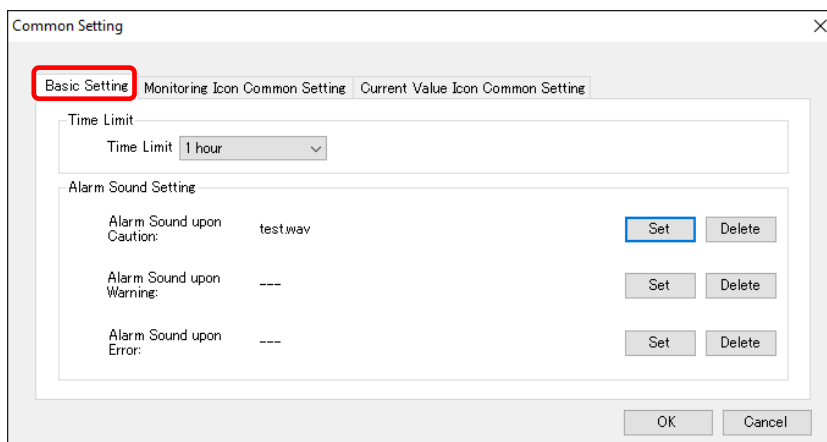 Common Setting
Basic Setting Monitoring Icon Common Setting Current Value Icon Common Setting
Time Limit
Time Limit 1 hour
Alarm Sound Setting
Alarm Sound upon
Caution:
test.wav
Set Delete
Alarm Sound upon
Warning:
---
Set Delete
Alarm Sound upon
Error:
---
Set Delete
OK Cancel